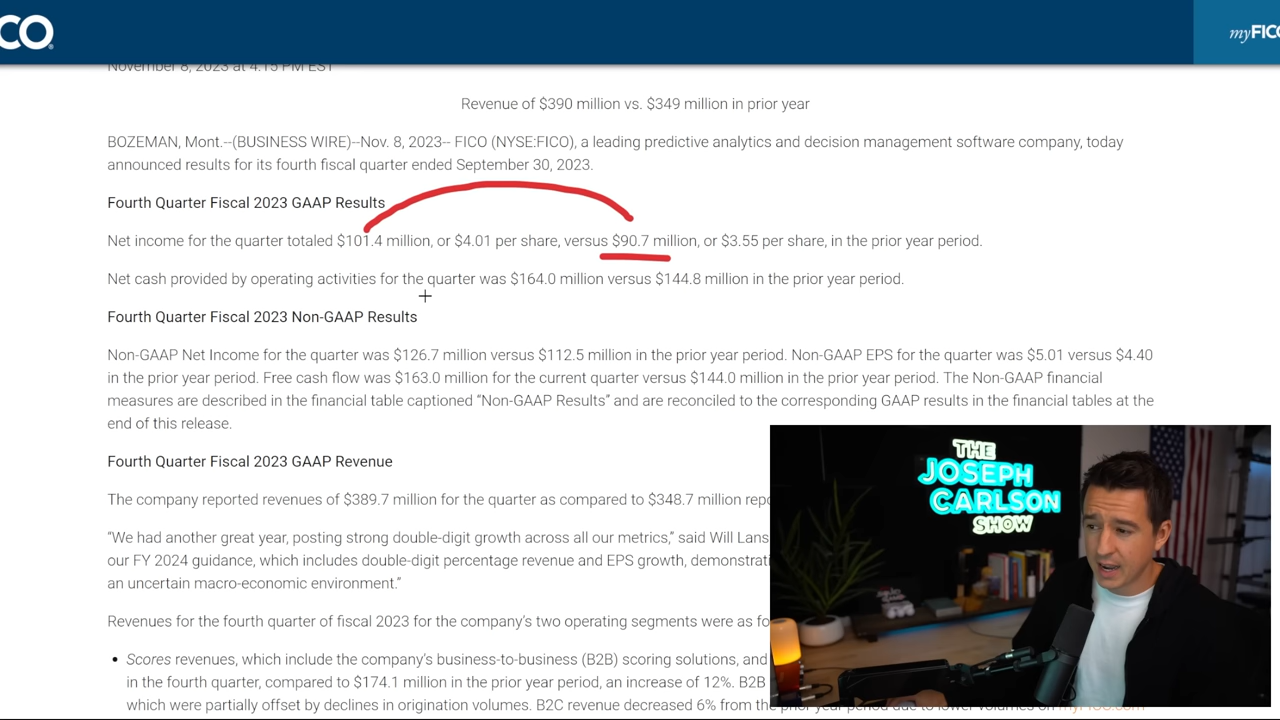 CO
myFICO
November 8, 2023 at 4:15 PM EST
Revenue of $390 million vs. $349 million in prior year
BOZEMAN, Mont.--(BUSINESS WIRE)--Nov. 8, 2023-- FICO (NYSE:FICO), a leading predictive analytics and decision management software company, today
announced results for its fourth fiscal quarter ended September 30, 2023.
Fourth Quarter Fiscal 2023 GAAP Results
Net income for the quarter totaled $101.4 million, or $4.01 per share, versus $90.7 million, or $3.55 per share, in the prior year period.
Net cash provided by operating activities for the quarter was $164.0 million versus $144.8 million in the prior year period.
Fourth Quarter Fiscal 2023 Non-GAAP Results
Non-GAAP Net Income for the quarter was $126.7 million versus $112.5 million in the prior year period. Non-GAAP EPS for the quarter was $5.01 versus $4.40
in the prior year period. Free cash flow was $163.0 million for the current quarter versus $144.0 million in the prior year period. The Non-GAAP financial
measures are described in the financial table captioned “Non-GAAP Results” and are reconciled to the corresponding GAAP results in the financial tables at the
end of this release.
Fourth Quarter Fiscal 2023 GAAP Revenue
The company reported revenues of $389.7 million for the quarter as compared to $348.7 million
“We had another great year, posting strong double-digit growth across all our metrics,” said Will
our FY 2024 guidance, which includes double-digit percentage revenue and EPS growth,
an uncertain macro-economic environment.”
Revenues for the fourth quarter of fiscal 2023 for the company’s two operating segments were as
• Scores revenues, which include the company’s business-to-business (B2B) scoring solutions, and
in the fourth quarter, compared to $174.1 million in the prior year period, an increase of 12%. B2B
which were partially offset by declines in origination volumes. B2C revenue decreased 6% from the prior year period due to lower volumes on myFICO.com
THE
JOSEPH
CARLSON
SHOW